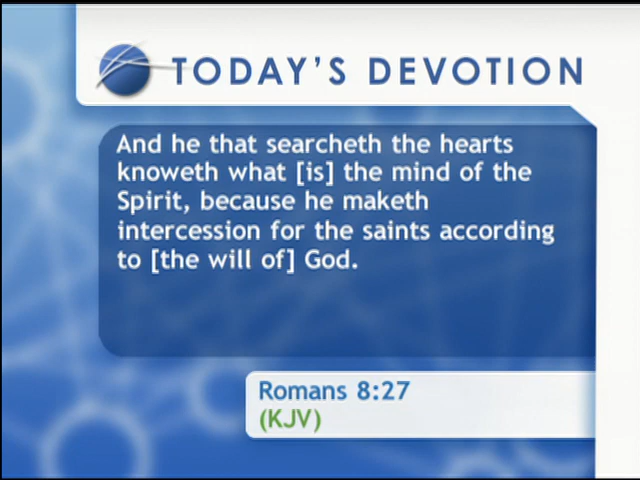 TODAY'S DEVOTION
And he that searcheth the hearts
knoweth what [is] the mind of the
Spirit, because he maketh
intercession for the saints according
to [the will of] God.
Romans 8:27
(KJV)